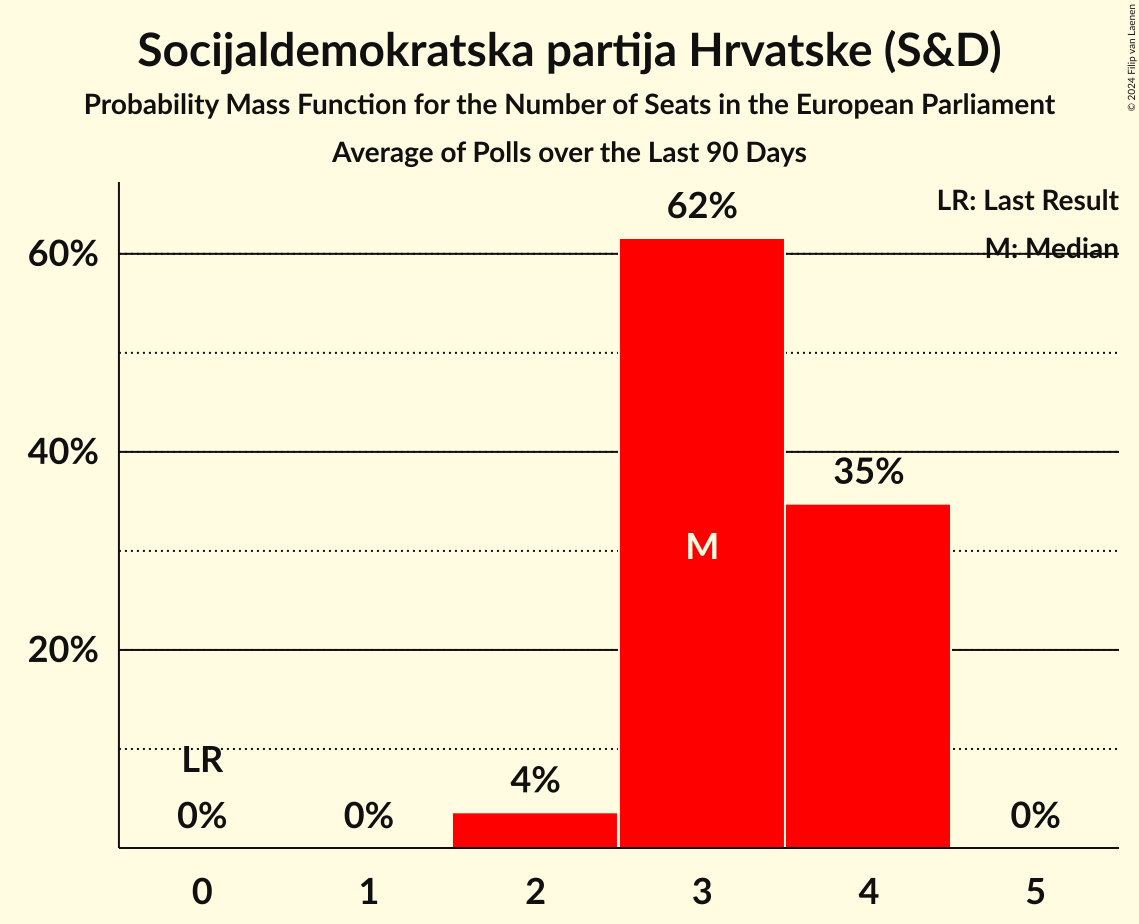 Socijaldemokratska partija Hrvatske (S&D)
Probability Mass Function for the Number of Seats in the European Parliament
Average of Polls over the Last 90 Days
© 2024 Filip van Laenen
LR: Last Result
M: Median
62%
60%
40%
35%
M
20%
LR
4%
0%
0%
0%
0
1
2
3
4
5